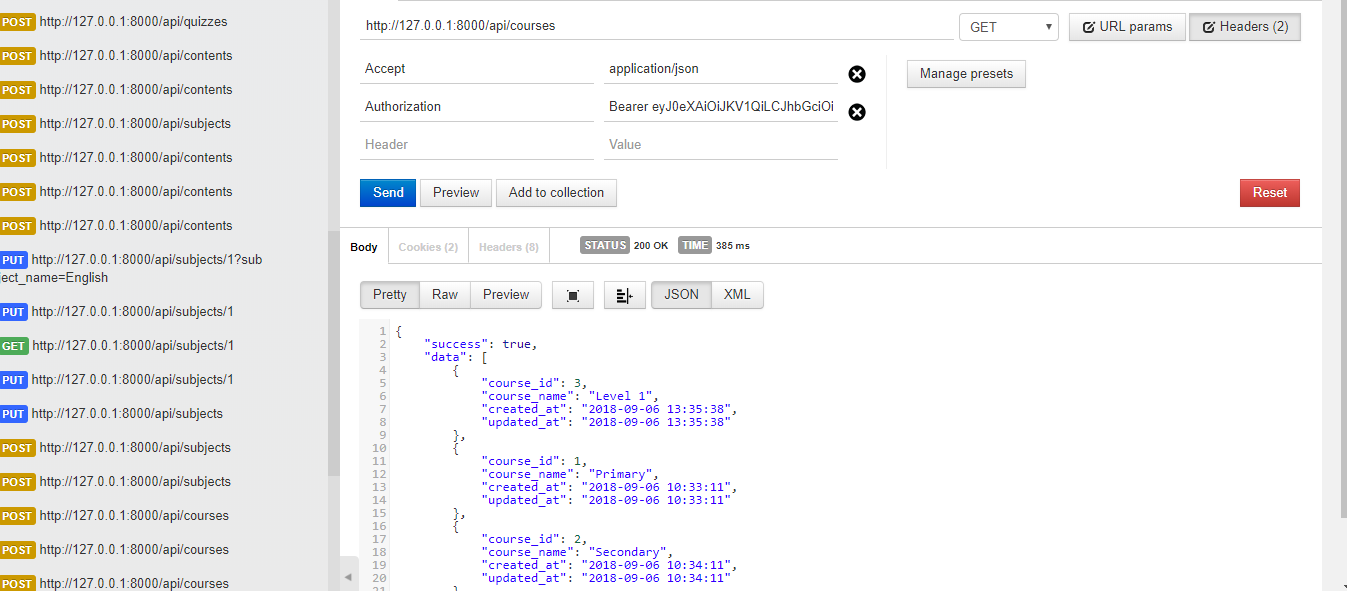 POST http://127.0.0.1:8000/api/quizzes
POST http://127.0.0.1:8000/api/contents
POST http://127.0.0.1:8000/api/contents
POST http://127.0.0.1:8000/api/subjects
POST http://127.0.0.1:8000/api/contents
POST http://127.0.0.1:8000/api/contents
POST http://127.0.0.1:8000/api/contents
PUT http://127.0.0.1:8000/api/subjects/1?sub
ject_name=English
PUT http://127.0.0.1:8000/api/subjects/1
GET http://127.0.0.1:8000/api/subjects/1
PUT http://127.0.0.1:8000/api/subjects/1
PUT http://127.0.0.1:8000/api/subjects
POST http://127.0.0.1:8000/api/subjects
POST http://127.0.0.1:8000/api/subjects
POST http://127.0.0.1:8000/api/courses
POST http://127.0.0.1:8000/api/courses
POST http://127.0.0.1:8000/api/courses
http://127.0.0.1:8000/api/courses GET URL params Headers (2)
Accept application/json Manage presets
Authorization Bearer eyJ0eXAiOiJKV1QiLCJhbGciOi
Header Value
Send Preview Add to collection Reset
Body Cookies (2) Headers (8) STATUS 200 OK TIME 385 ms
Pretty Raw Preview JSON XML
1 {
2 "success": true,
3 "data": [
4 {
5 "course_id": 3,
6 "course_name": "Level 1",
7 "created_at": "2018-09-06 13:35:38",
8 "updated_at": "2018-09-06 13:35:38"
9 },
10 {
11 "course_id": 1,
12 "course_name": "Primary",
13 "created_at": "2018-09-06 10:33:11",
14 "updated_at": "2018-09-06 10:33:11"
15 },
16 {
17 "course_id": 2,
18 "course_name": "Secondary",
19 "created_at": "2018-09-06 10:34:11",
20 "updated_at": "2018-09-06 10:34:11"
21 }